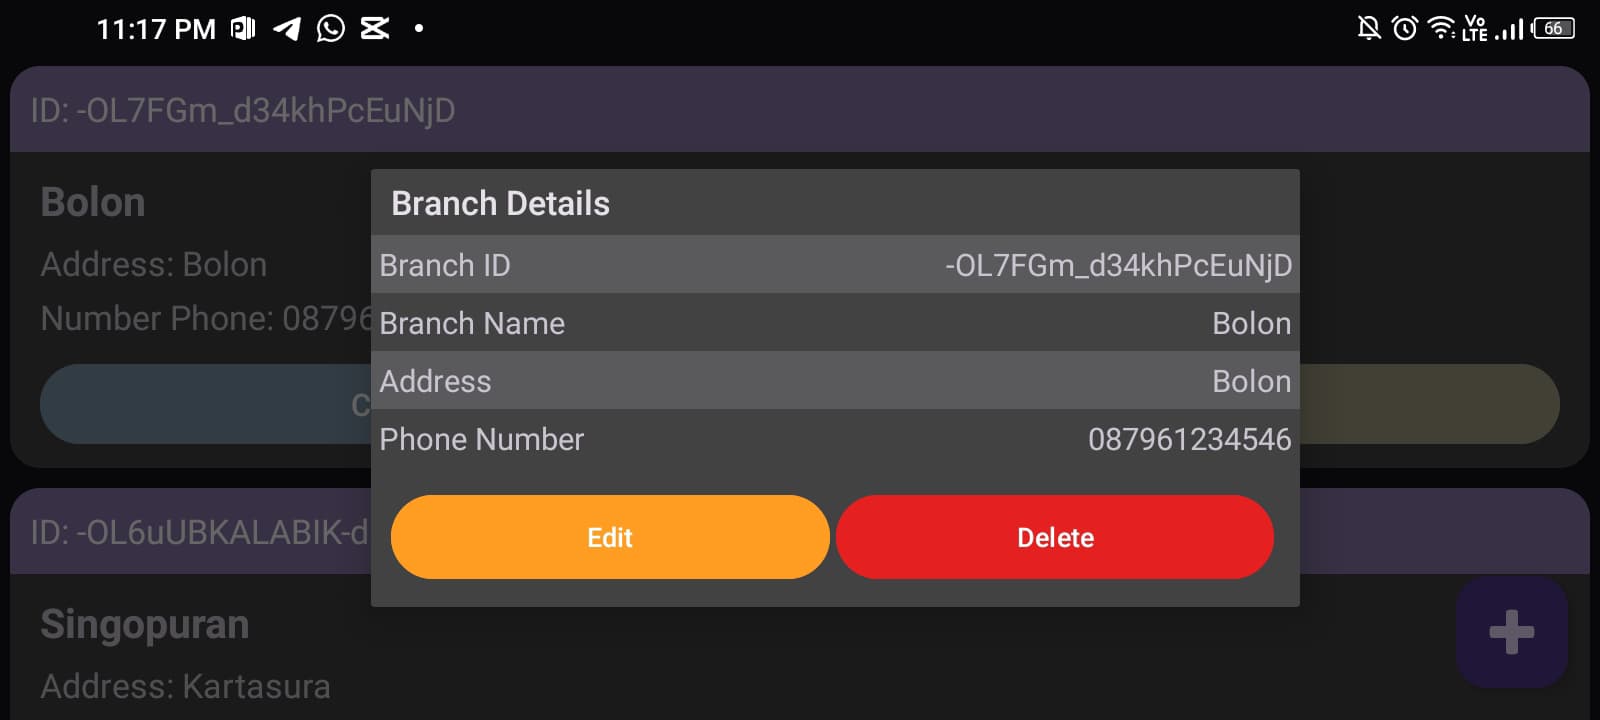 11:17 PM
Vo LTE
66
ID: -OL7FGm_d34khPcEuNjD
Bolon
Address: Bolon
Number Phone: 08796
C
Branch Details
Branch ID -OL7FGm_d34khPcEuNjD
Branch Name Bolon
Address Bolon
Phone Number 087961234546
Edit Delete
ID: -OL6uUBKALABIK-d
Singopuran
Address: Kartasura